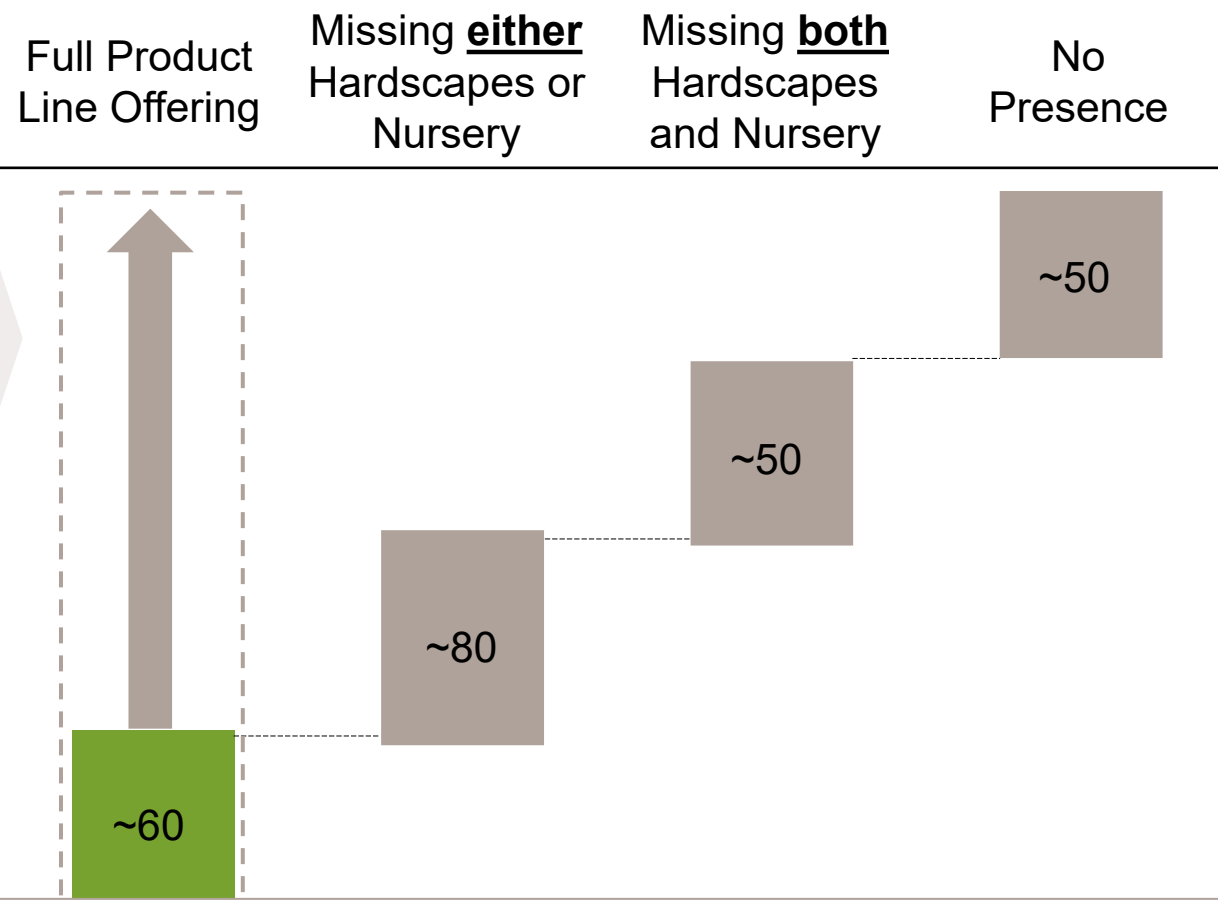 Full Product
Line Offering
Missing either
Hardscapes or
Nursery
Missing both
Hardscapes
and Nursery
No
Presence
~50
~50
~80
~60